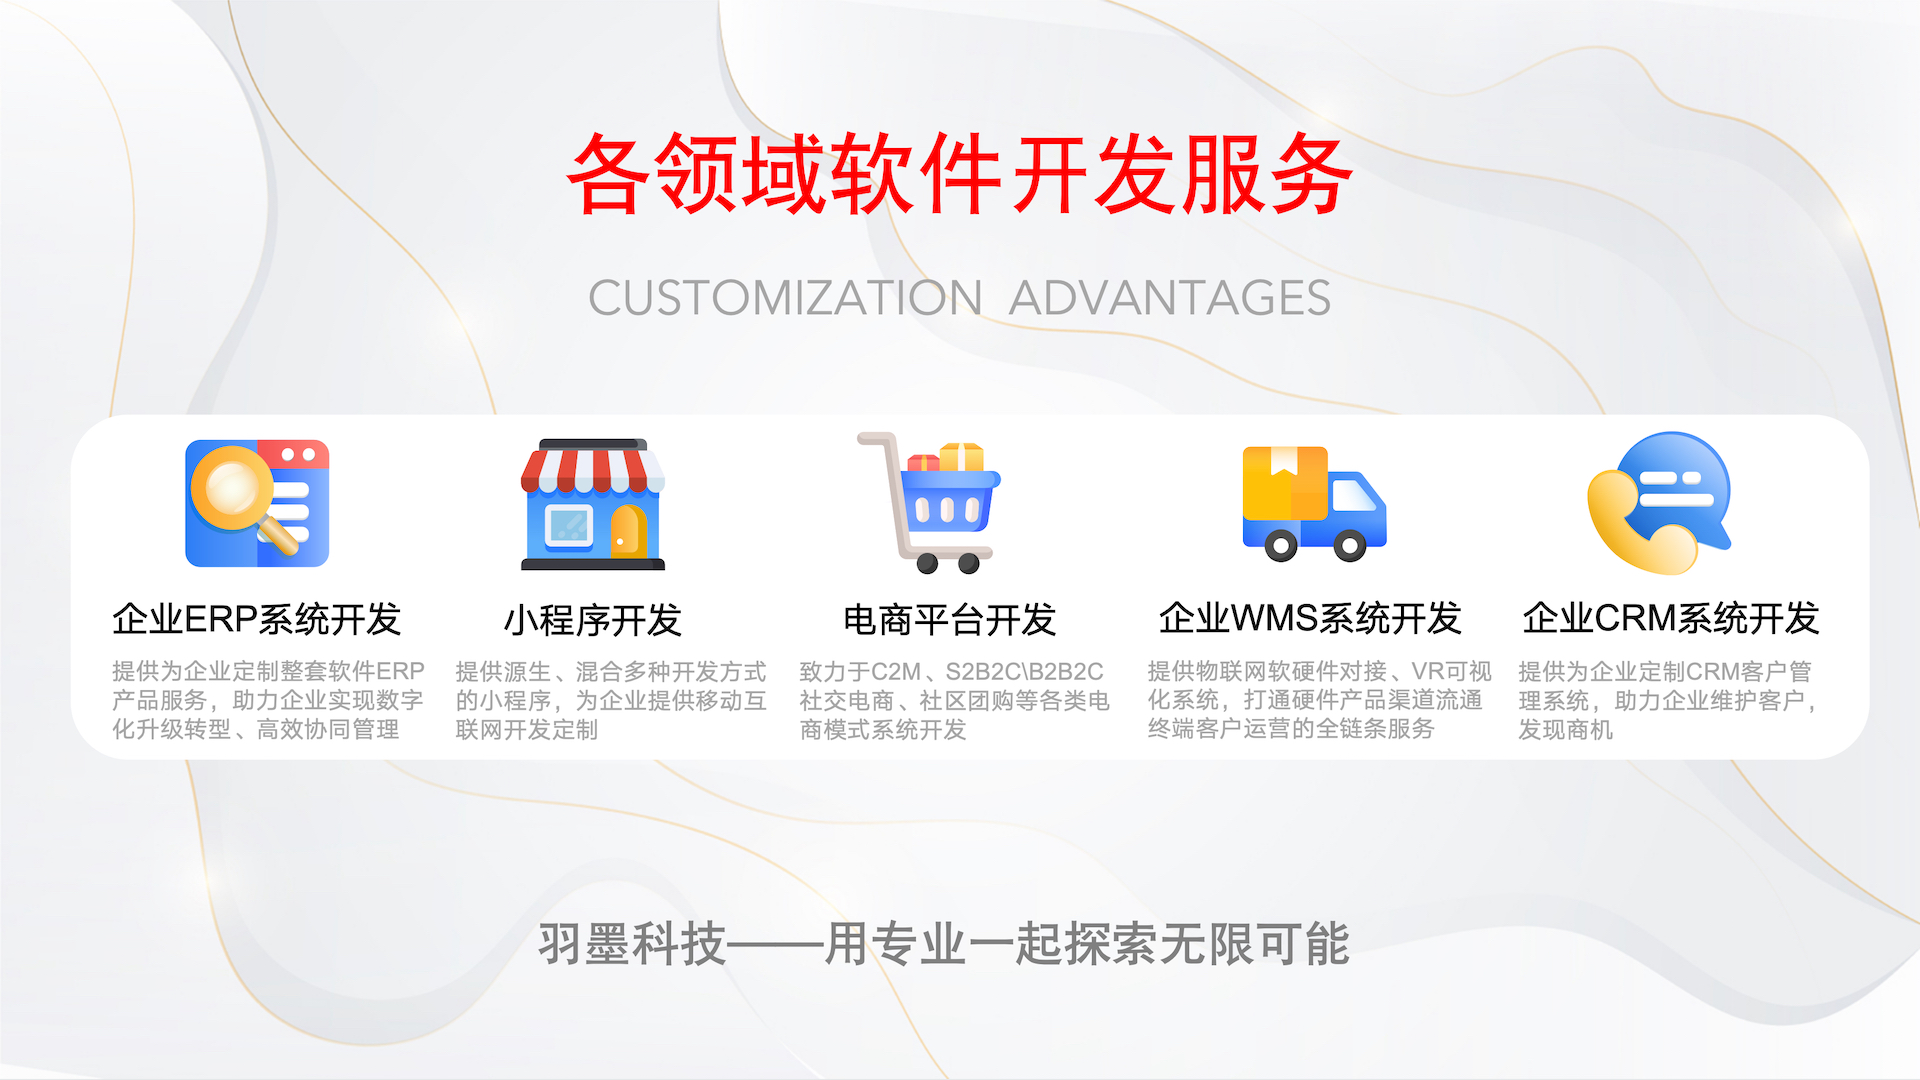 各领域软件开发服务
CUSTOMIZATION ADVANTAGES
企业ERP系统开发
提供为企业定制整套软件ERP
产品服务，助力企业实现数字
化升级转型、高效协同管理
小程序开发
提供源生、混合多种开发方式
的小程序，为企业提供移动互
联网开发定制
电商平台开发
致力于C2M、S2B2C\B2B2C
社交电商、社区团购等各类电
商模式系统开发
企业WMS系统开发
提供物联网软硬件对接、VR可视
化系统，打通硬件产品渠道流通
终端客户运营的全链条服务
企业CRM系统开发
提供为企业定制CRM客户管
理系统，助力企业维护客户，
发现商机
羽墨科技——用专业一起探索无限可能